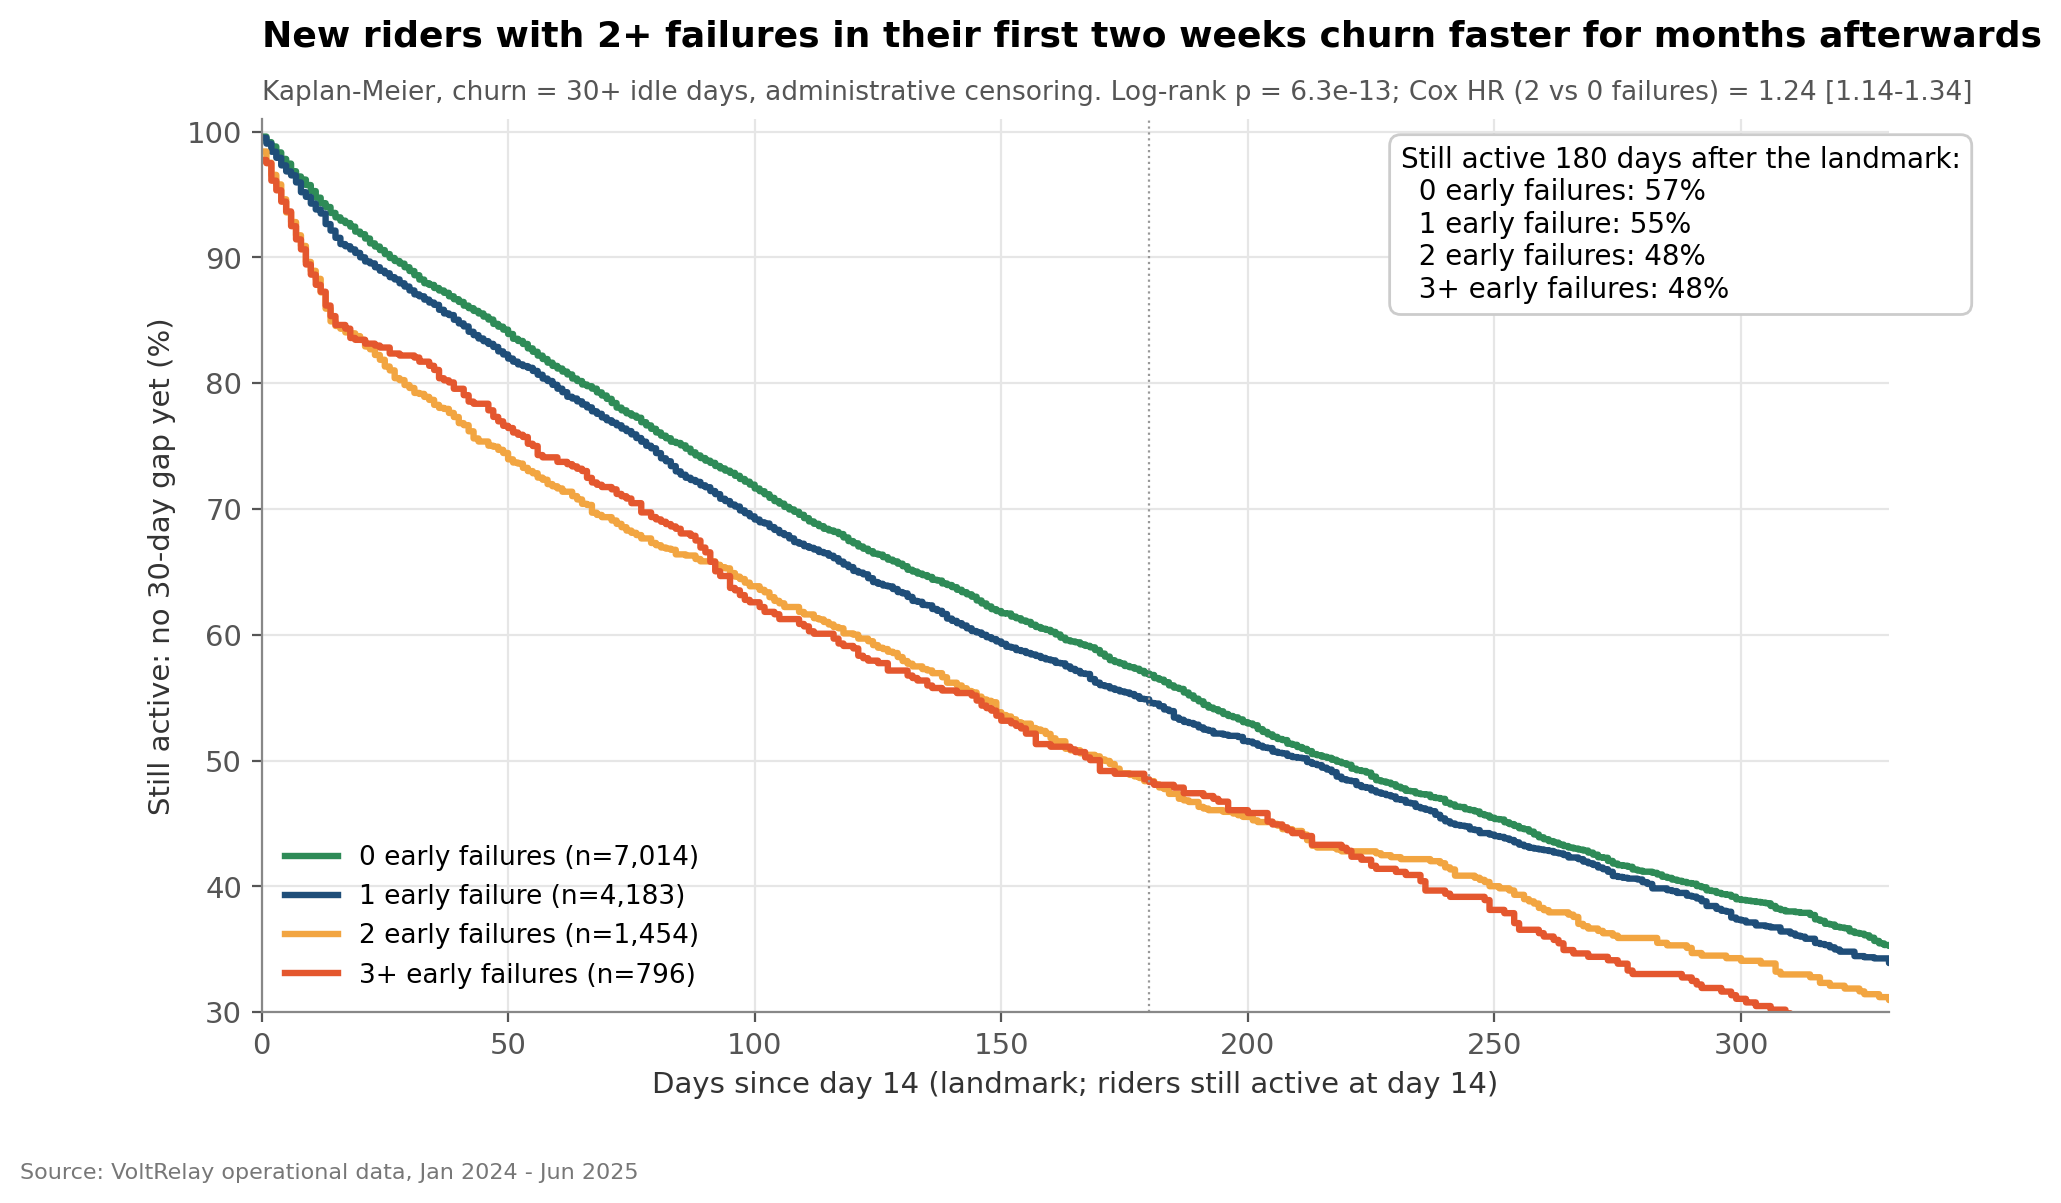 New riders with 2+ failures in their first two weeks churn faster for months afterwards
Kaplan-Meier, churn = 30+ idle days, administrative censoring. Log-rank p = 6.3e-13; Cox HR (2 vs 0 failures) = 1.24 [1.14-1.34]
Still active: no 30-day gap yet (%)
100
90
80
70
60
50
40
30
Still active 180 days after the landmark:
0 early failures: 57%
1 early failure: 55%
2 early failures: 48%
3+ early failures: 48%
0 early failures (n=7,014)
1 early failure (n=4,183)
2 early failures (n=1,454)
3+ early failures (n=796)
0 50 100 150 200 250 300
Days since day 14 (landmark; riders still active at day 14)
Source: VoltRelay operational data, Jan 2024 - Jun 2025